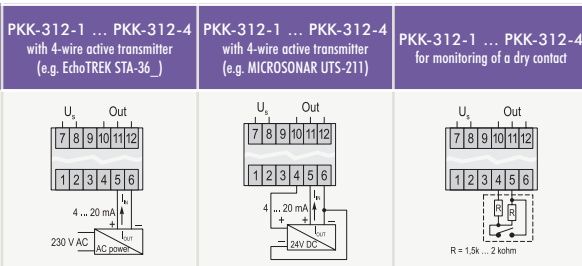 PKK-312-1 ... PKK-312-4
with 4-wire active transmitter
(e.g. EchoTREK STA-36_)
PKK-312-1 ... PKK-312-4
with 4-wire active transmitter
(e.g. MICROSONAR UTS-211)
PKK-312-1 ... PKK-312-4
for monitoring of a dry contact
Us Out
7 8 9 10 11 12
1 2 3 4 5 6
4 ... 20 mA IIN
+ −
IOUT
230 V AC
AC power
Us Out
7 8 9 10 11 12
1 2 3 4 5 6
4 ... 20 mA IIN
+ + −
IOUT
− 24V DC
Us Out
7 8 9 10 11 12
1 2 3 4 5 6
R R
R = 1,5k ... 2 kohm